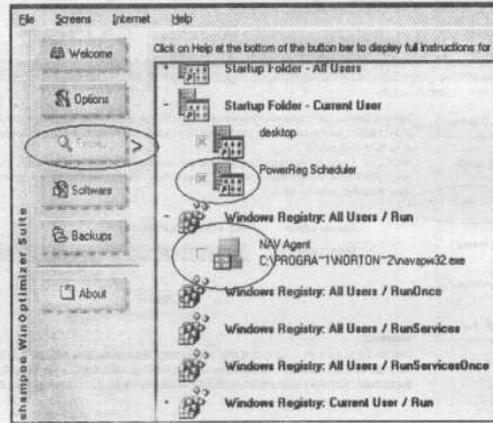 File Screens Internet Help
Click on Help at the bottom of the button bar to display full instructions for
Welcome
Options
Software
Backups
About
shampoo WinOptimizer Suite
Startup Folder - All Users
Startup Folder - Current User
desktop
PowerReg Scheduler
Windows Registry: All Users / Run
NAV Agent
C:\PROGRA~1\NORTON~2\navapw32.exe
Windows Registry: All Users / RunOnce
Windows Registry: All Users / RunServices
Windows Registry: All Users / RunServicesOnce
Windows Registry: Current User / Run